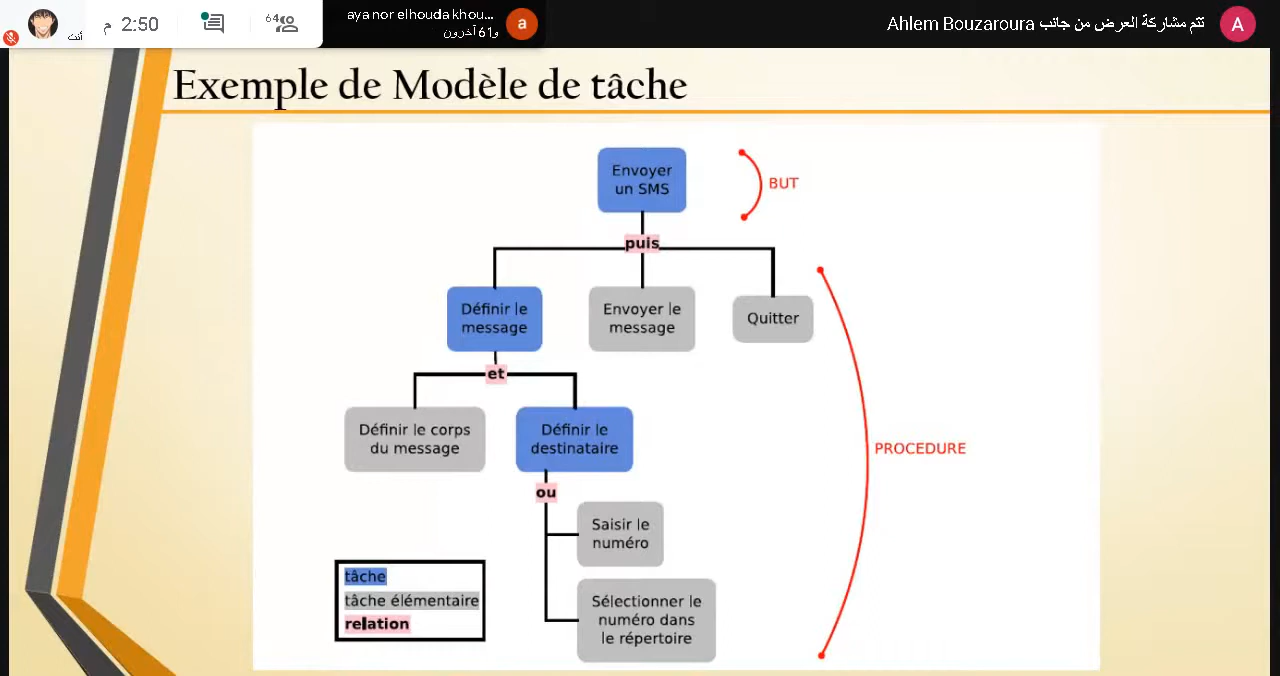 64
2:50 م
أنت
aya nor elhouda khou...
و61 آخرون
a
تتم مشاركة العرض من جانب Ahlem Bouzaroura
A
Exemple de Modèle de tâche
Envoyer
un SMS
BUT
puis
Définir le
message
Envoyer le
message
Quitter
et
Définir le corps
du message
Définir le
destinataire
PROCEDURE
ou
Saisir le
numéro
Sélectionner le
numéro dans
le répertoire
tâche
tâche élémentaire
relation